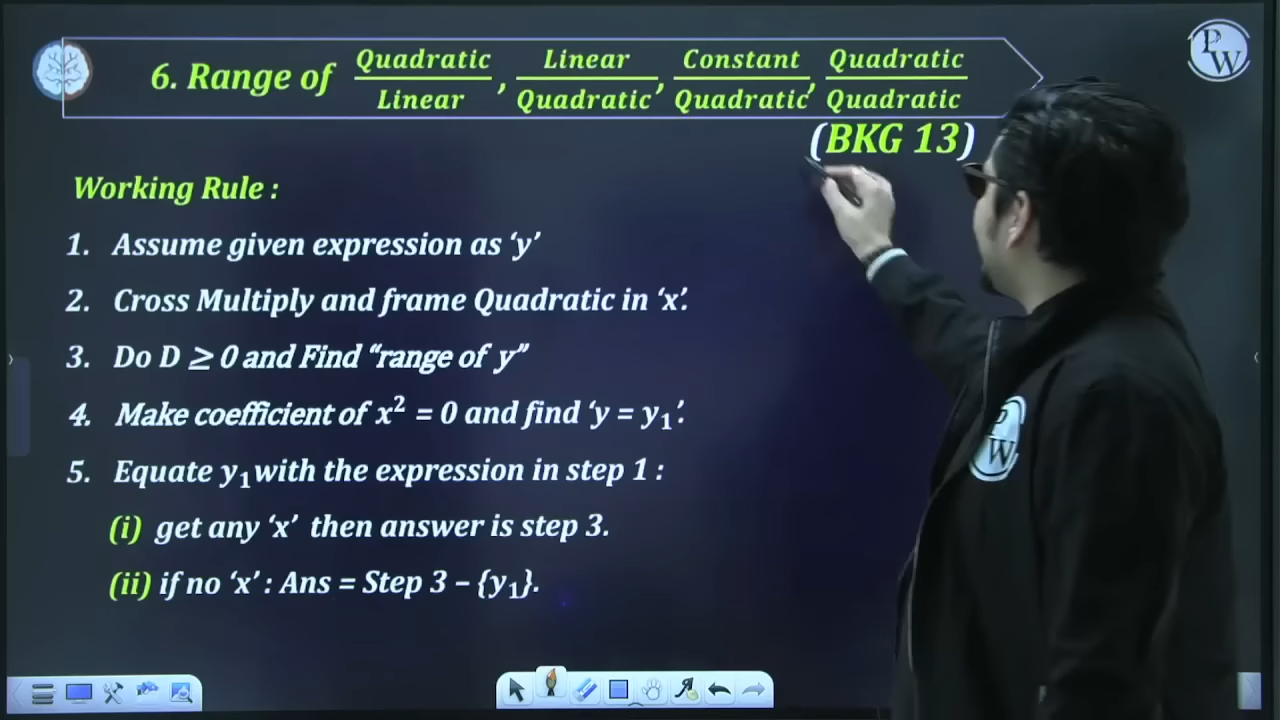 6. Range of Quadratic/Linear, Linear/Quadratic, Constant/Quadratic, Quadratic/Quadratic
(BKG 13)
PW
Working Rule :
1. Assume given expression as ‘y’
2. Cross Multiply and frame Quadratic in ‘x’.
3. Do D ≥ 0 and Find “range of y”
4. Make coefficient of x² = 0 and find ‘y = y₁’.
5. Equate y₁ with the expression in step 1 :
(i) get any ‘x’ then answer is step 3.
(ii) if no ‘x’ : Ans = Step 3 – {y₁}.
PW